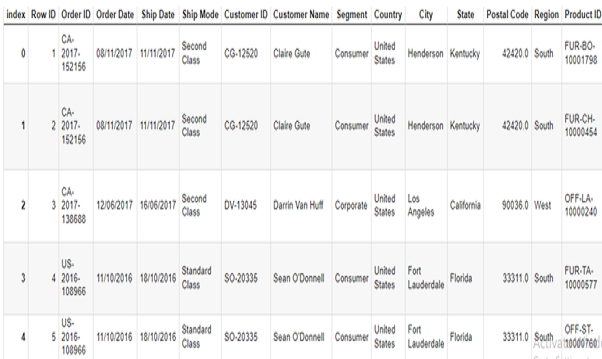 index Row ID Order ID Order Date Ship Date Ship Mode Customer ID Customer Name Segment Country City State Postal Code Region Product ID
0 1 CA-2017-152156 08/11/2017 11/11/2017 Second Class CG-12520 Claire Gute Consumer United States Henderson Kentucky 42420.0 South FUR-BO-10001798
1 2 CA-2017-152156 08/11/2017 11/11/2017 Second Class CG-12520 Claire Gute Consumer United States Henderson Kentucky 42420.0 South FUR-CH-10000454
2 3 CA-2017-138688 12/06/2017 16/06/2017 Second Class DV-13045 Darrin Van Huff Corporate United States Los Angeles California 90036.0 West OFF-LA-10000240
3 4 US-2016-108966 11/10/2016 18/10/2016 Standard Class SO-20335 Sean O'Donnell Consumer United States Fort Lauderdale Florida 33311.0 South FUR-TA-10000577
4 5 US-2016-108966 11/10/2016 18/10/2016 Standard Class SO-20335 Sean O'Donnell Consumer United States Fort Lauderdale Florida 33311.0 South OFF-ST-10000760